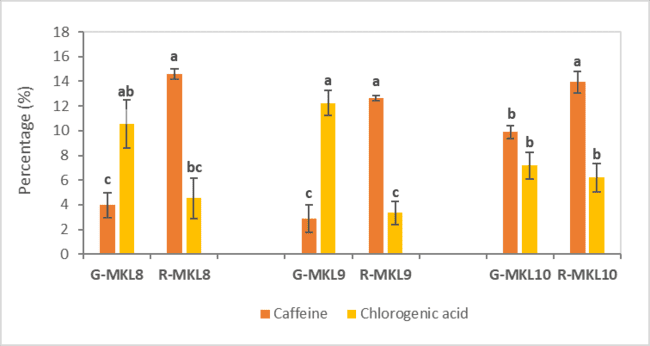 Percentage (%)
18
16
14
12
10
8
6
4
2
0
c
ab
a
bc
c
a
a
c
b
b
a
b
G-MKL8
R-MKL8
G-MKL9
R-MKL9
G-MKL10
R-MKL10
Caffeine
Chlorogenic acid